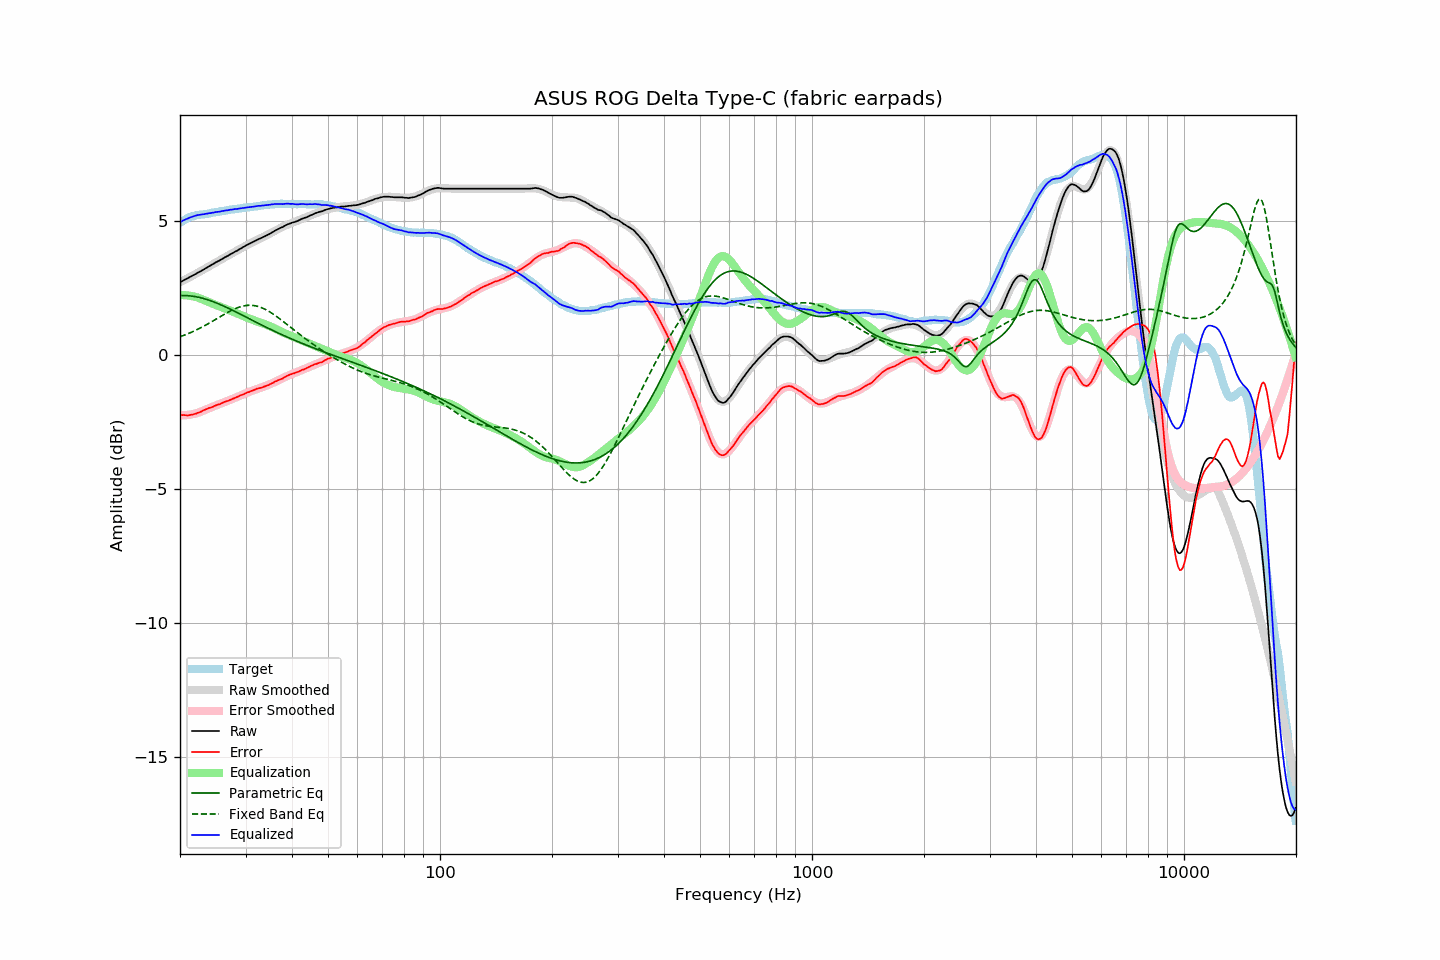 ASUS ROG Delta Type-C (fabric earpads)
Amplitude (dBr)
5
0
−5
−10
−15
Target
Raw Smoothed
Error Smoothed
Raw
Error
Equalization
Parametric Eq
Fixed Band Eq
Equalized
100
1000
10000
Frequency (Hz)